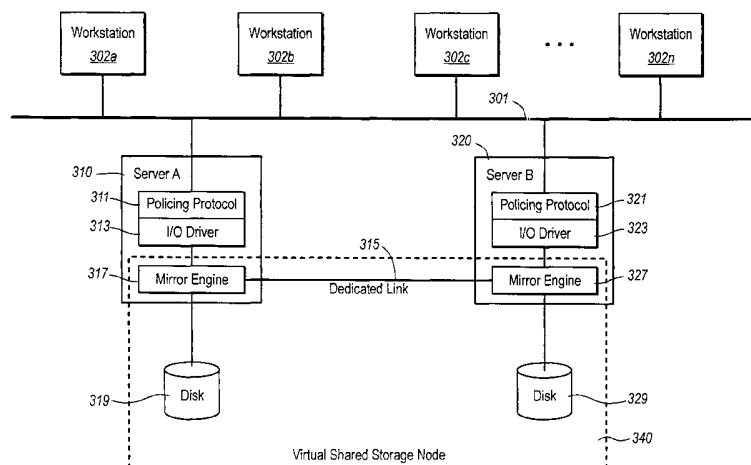 Workstation
302a
Workstation
302b
Workstation
302c
• • •
Workstation
302n
301
310
Server A
320
Server B
311
Policing Protocol
Policing Protocol
321
313
I/O Driver
315
I/O Driver
323
317
Mirror Engine
Dedicated Link
Mirror Engine
327
319
Disk
Disk
329
340
Virtual Shared Storage Node